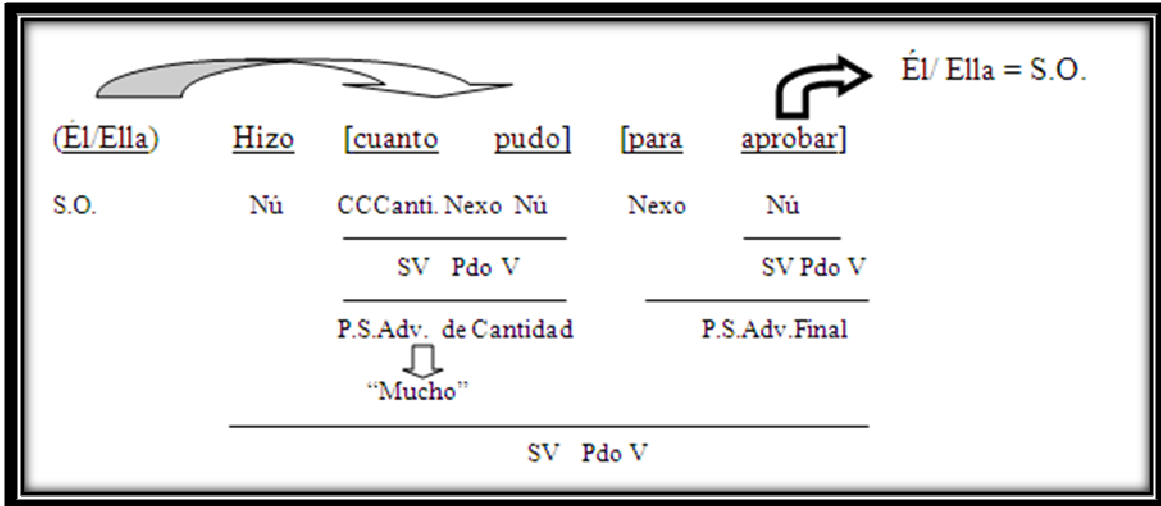 Él/ Ella = S.O.
(Él/Ella) Hizo [cuanto pudo] [para aprobar]
S.O. Nú CCCanti. Nexo Nú Nexo Nú
SV Pdo V SV Pdo V
P.S.Adv. de Cantidad P.S.Adv.Final
“Mucho”
SV Pdo V